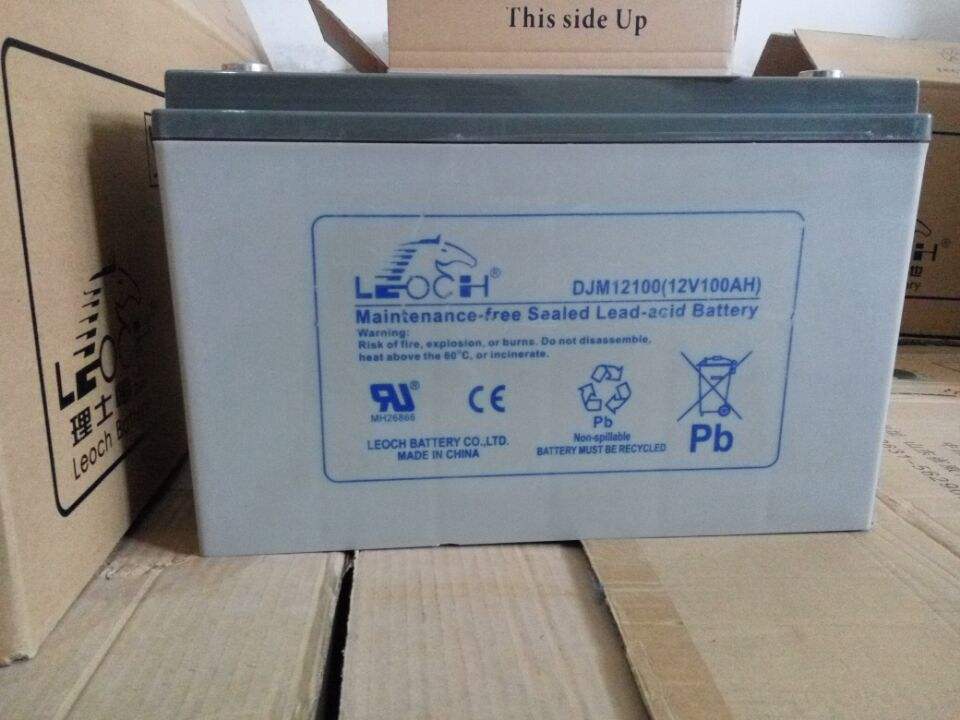 This side Up
LEOCH®
DJM12100(12V100AH)
Maintenance-free Sealed Lead-acid Battery
Warning:
Risk of fire, explosion, or burns. Do not disassemble,
heat above the 60°C, or incinerate.
RU®
MH26866
CE
Pb
Non-spillable
BATTERY MUST BE RECYCLED
Pb
LEOCH BATTERY CO.,LTD.
MADE IN CHINA
LEOCH
理士
Leoch